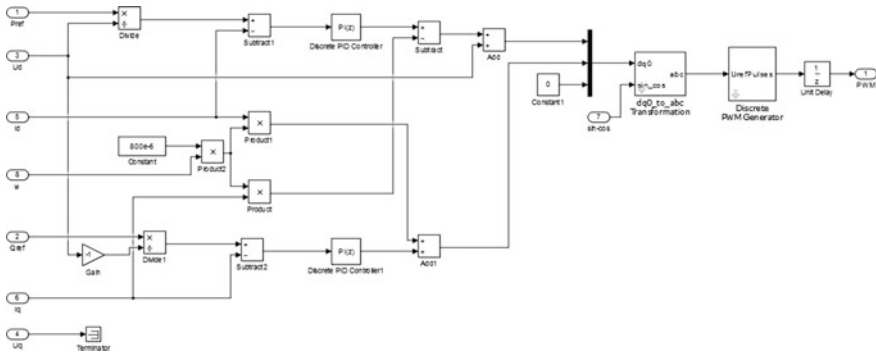 1
Pref
3
Ud
5
id
8
w
2
Qref
6
iq
4
Uq
×
÷
Divide
+
−
Subtract1
PI(z)
Discrete PID Controller
+
−
Subtract
+
+
Add
800e-6
Constant
×
Product2
×
Product1
×
Product
-1
Gain
×
÷
Divide1
+
−
Subtract2
PI(z)
Discrete PID Controller1
+
+
Add1
Terminator
0
Constant1
7
sin-cos
dq0
sin_cos
abc
dq0_to_abc
Transformation
Uref
Pulses
Discrete
PWM Generator
1
z
Unit Delay
1
PWM